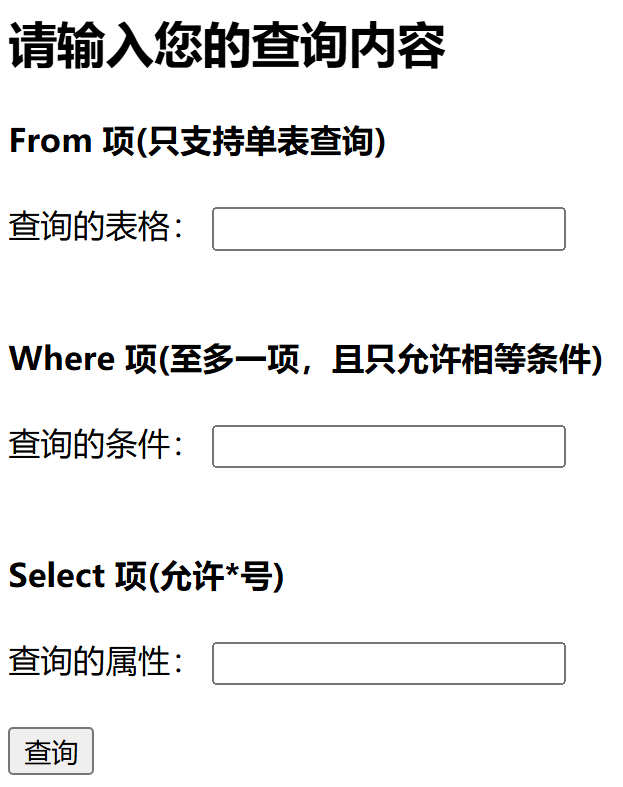 请输入您的查询内容
From 项(只支持单表查询)
查询的表格：
Where 项(至多一项，且只允许相等条件)
查询的条件：
Select 项(允许*号)
查询的属性：
查询